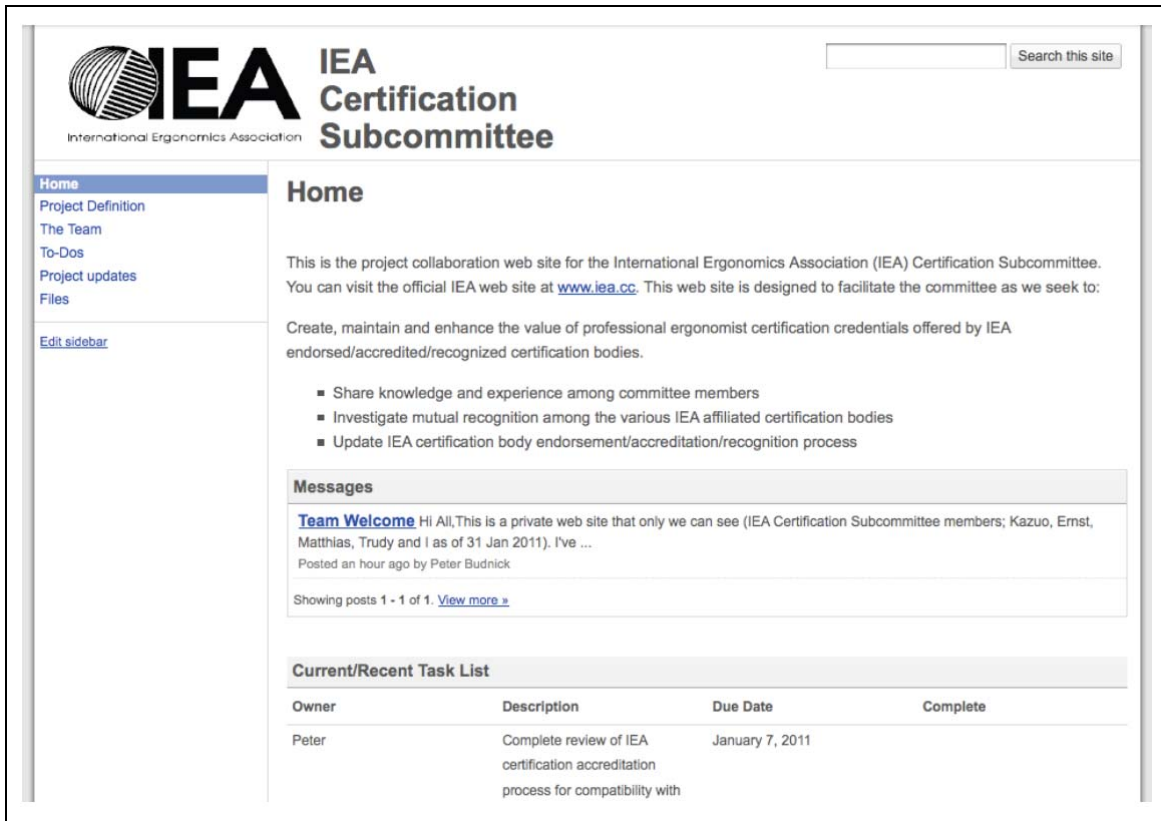 IEA
International Ergonomics Association
IEA
Certification
Subcommittee
Search this site
Home
Project Definition
The Team
To-Dos
Project updates
Files
Edit sidebar
Home
This is the project collaboration web site for the International Ergonomics Association (IEA) Certification Subcommittee.
You can visit the official IEA web site at www.iea.cc. This web site is designed to facilitate the committee as we seek to:
Create, maintain and enhance the value of professional ergonomist certification credentials offered by IEA
endorsed/accredited/recognized certification bodies.
Share knowledge and experience among committee members
Investigate mutual recognition among the various IEA affiliated certification bodies
Update IEA certification body endorsement/accreditation/recognition process
Messages
Team Welcome Hi All,This is a private web site that only we can see (IEA Certification Subcommittee members; Kazuo, Ernst,
Matthias, Trudy and I as of 31 Jan 2011). I've ...
Posted an hour ago by Peter Budnick
Showing posts 1 - 1 of 1. View more »
Current/Recent Task List
Owner Description Due Date Complete
Peter Complete review of IEA January 7, 2011
certification accreditation
process for compatibility with